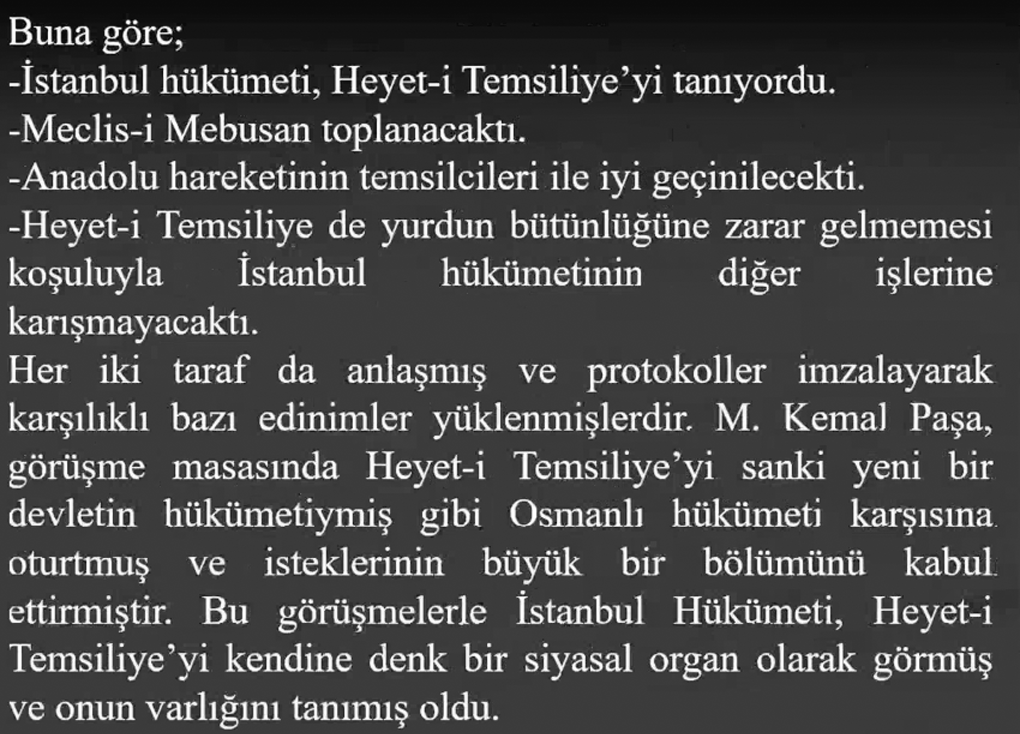 Buna göre;
-İstanbul hükümeti, Heyet-i Temsiliye’yi tanıyordu.
-Meclis-i Mebusan toplanacaktı.
-Anadolu hareketinin temsilcileri ile iyi geçinilecekti.
-Heyet-i Temsiliye de yurdun bütünlüğüne zarar gelmemesi
koşuluyla İstanbul hükümetinin diğer işlerine
karışmayacaktı.
Her iki taraf da anlaşmış ve protokoller imzalayarak
karşılıklı bazı edinimler yüklenmişlerdir. M. Kemal Paşa,
görüşme masasında Heyet-i Temsiliye’yi sanki yeni bir
devletin hükümetiymiş gibi Osmanlı hükümeti karşısına
oturtmuş ve isteklerinin büyük bir bölümünü kabul
ettirmiştir. Bu görüşmelerle İstanbul Hükümeti, Heyet-i
Temsiliye’yi kendine denk bir siyasal organ olarak görmüş
ve onun varlığını tanımış oldu.